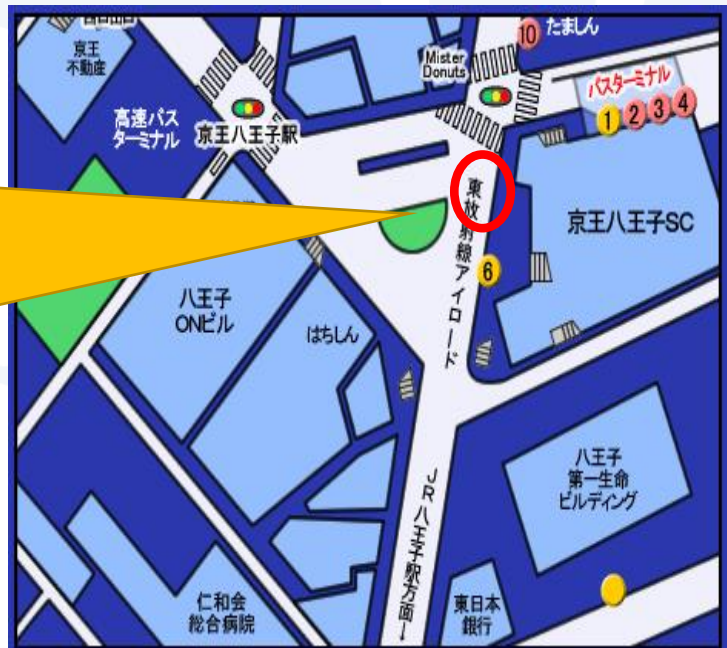 西口出口
京王
不動産
高速バス
ターミナル
京王八王子駅
Mister
Donuts
10
たましん
バスターミナル
1 2 3 4
京王八王子SC
東放射線アイロード
6
八王子
ONビル
はちしん
八王子
第一生命
ビルディング
JR八王子駅方面→
仁和会
総合病院
東日本
銀行